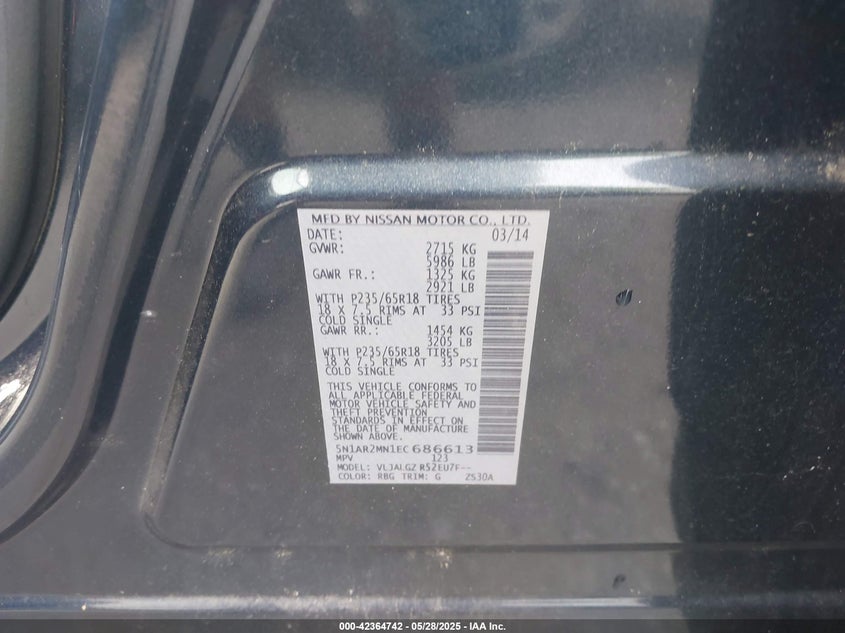 MFD BY NISSAN MOTOR CO., LTD.
DATE: 03/14
GVWR: 2715 KG
5986 LB
GAWR FR.: 1325 KG
2921 LB
WITH P235/65R18 TIRES
18 X 7.5 RIMS AT 33 PSI
COLD SINGLE
GAWR RR.: 1454 KG
3205 LB
WITH P235/65R18 TIRES
18 X 7.5 RIMS AT 33 PSI
COLD SINGLE
THIS VEHICLE CONFORMS TO
ALL APPLICABLE FEDERAL
MOTOR VEHICLE SAFETY AND
THEFT PREVENTION
STANDARDS IN EFFECT ON
THE DATE OF MANUFACTURE
SHOWN ABOVE.
5N1AR2MN1EC686613
MPV 123
MODEL: VLJALGZ R52EU7F--
COLOR: RBG TRIM: G ZS30A
000-42364742 — 05/28/2025 — IAA Inc.